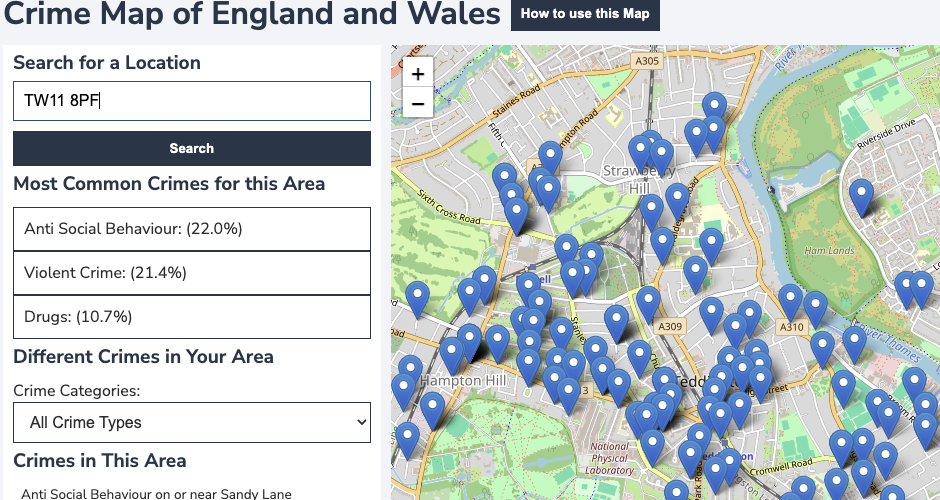 Crime Map of England and Wales
How to use this Map
Search for a Location
TW11 8PF
Search
Most Common Crimes for this Area
Anti Social Behaviour: (22.0%)
Violent Crime: (21.4%)
Drugs: (10.7%)
Different Crimes in Your Area
Crime Categories:
All Crime Types
Crimes in This Area
Anti Social Behaviour on or near Sandy Lane
+
−
A305
Staines Road
Riverside Drive
Strawberry
Hill
Sixth Cross Road
Ham Lands
A309
A310
River Thames
Hampton Hill
National
Physical
Laboratory
Cromwell Road